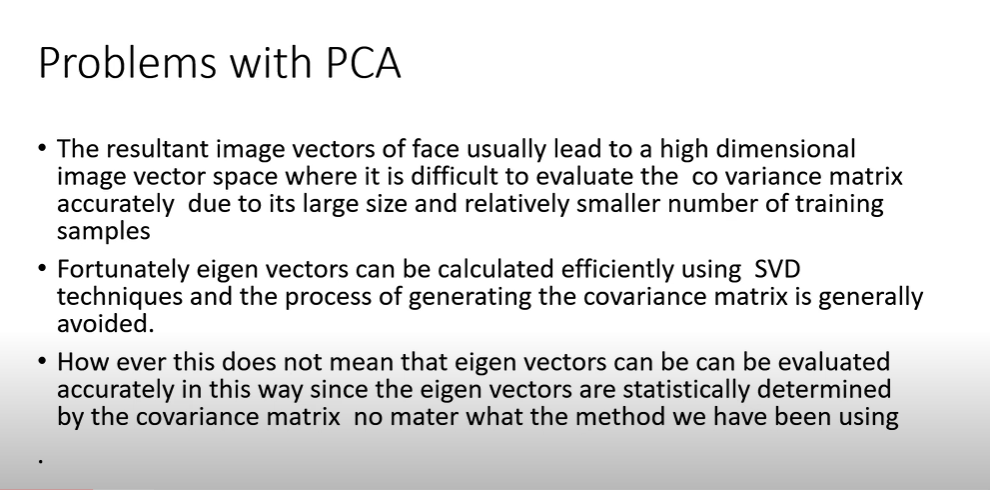 Problems with PCA
• The resultant image vectors of face usually lead to a high dimensional
image vector space where it is difficult to evaluate the  co variance matrix
accurately  due to its large size and relatively smaller number of training
samples
• Fortunately eigen vectors can be calculated efficiently using  SVD
techniques and the process of generating the covariance matrix is generally
avoided.
• How ever this does not mean that eigen vectors can be can be evaluated
accurately in this way since the eigen vectors are statistically determined
by the covariance matrix  no mater what the method we have been using
.